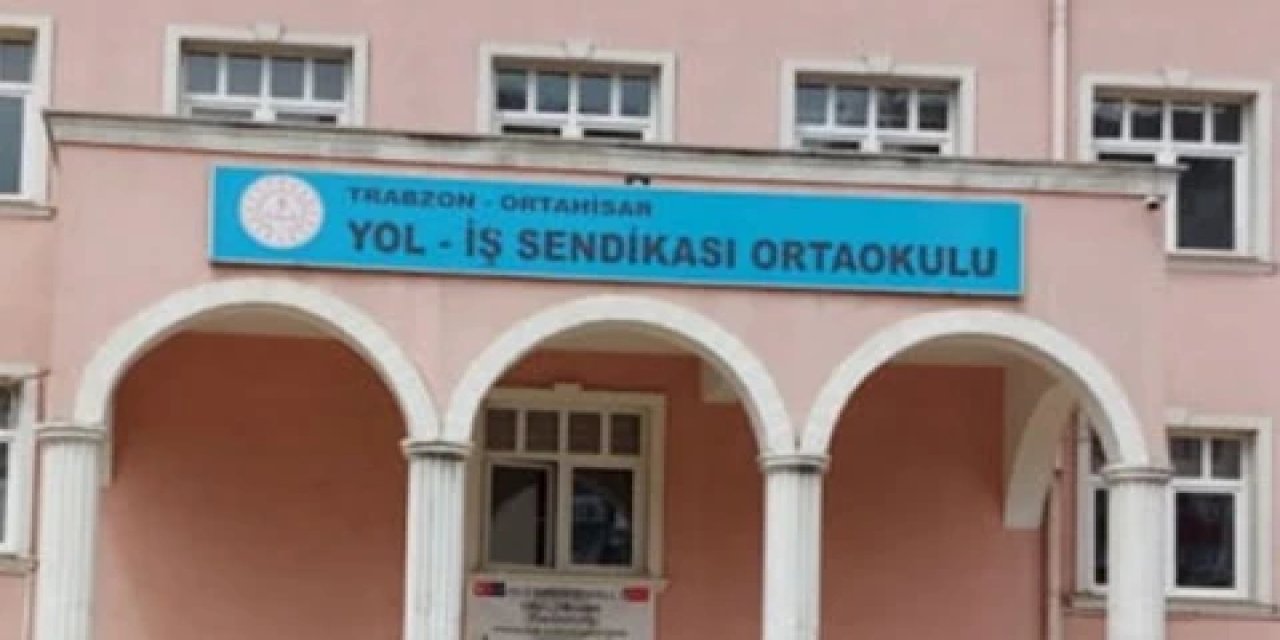 TRABZON - ORTAHİSAR
YOL - İŞ SENDİKASI ORTAOKULU